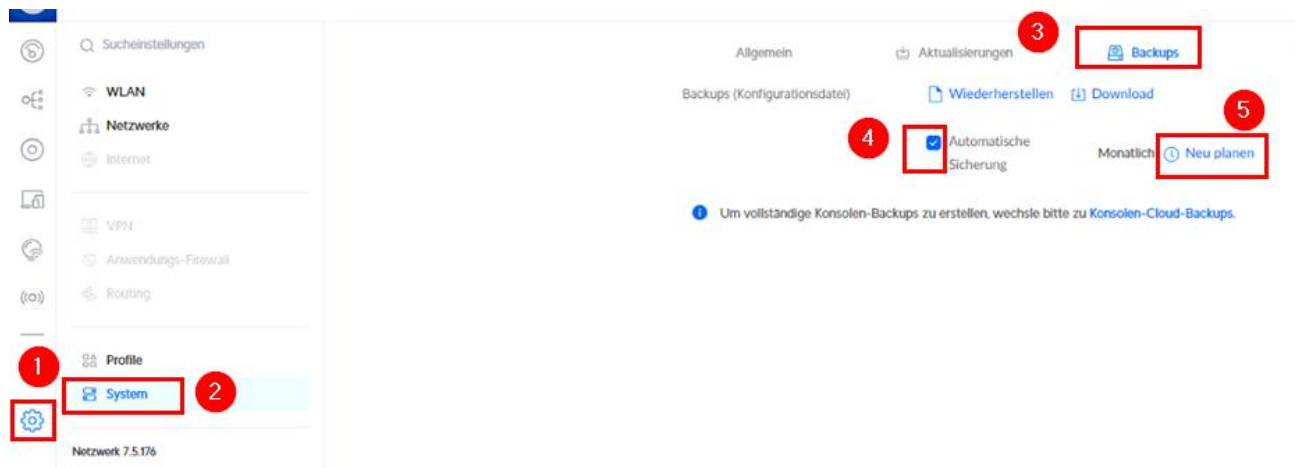 3
Sucheinstellungen
Allgemein
Aktualisierungen
Backups
WLAN
Backups (Konfigurationsdatei)
Wiederherstellen
Download
5
Netzwerke
4
Automatische
Sicherung
Monatlich
Neu planen
Internet
Um vollständige Konsolen-Backups zu erstellen, wechsle bitte zu Konsolen-Cloud-Backups.
VPN
Anwendungs-Firewall
Routing
1
Profile
System
2
Netzwerk 7.5.176